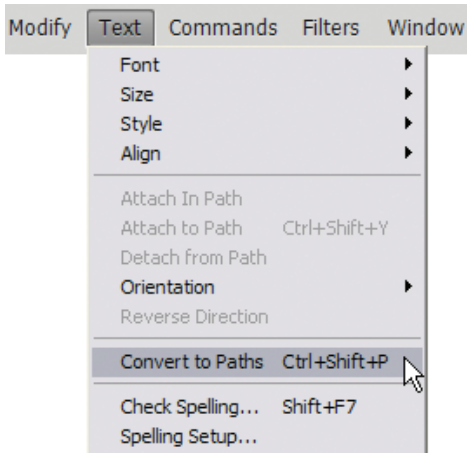 Modify Text Commands Filters Window
Font
Size
Style
Align
Attach In Path
Attach to Path Ctrl+Shift+Y
Detach from Path
Orientation
Reverse Direction
Convert to Paths Ctrl+Shift+P
Check Spelling... Shift+F7
Spelling Setup...